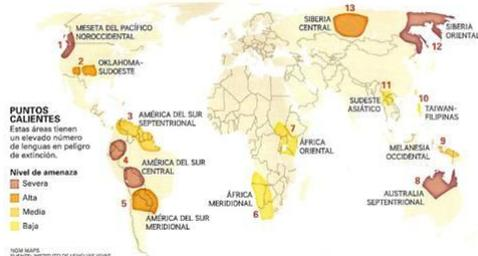 13
SIBERIA
CENTRAL
SIBERIA
ORIENTAL
12
MESETA DEL PACÍFICO
NOROCCIDENTAL
1
2
OKLAHOMA-
SUDOESTE
PUNTOS
CALIENTES
Estas áreas tienen
un elevado número
de lenguas en peligro
de extinción.
Nivel de amenaza
Severa
Alta
Media
Baja
3
AMÉRICA DEL SUR
SEPTENTRIONAL
4
AMÉRICA DEL SUR
CENTRAL
5
AMÉRICA DEL SUR
MERIDIONAL
11
SUDESTE
ASIÁTICO
10
TAIWAN-
FILIPINAS
7
ÁFRICA
ORIENTAL
9
MELANESIA
OCCIDENTAL
8
AUSTRALIA
SEPTENTRIONAL
ÁFRICA
MERIDIONAL
6
NGM MAPS